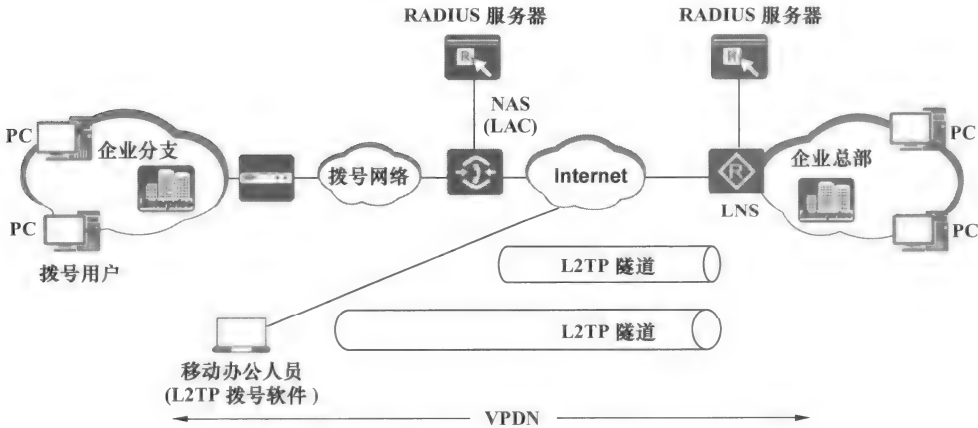 RADIUS 服务器
RADIUS 服务器
R
NAS
(LAC)
PC
企业分支
拨号网络
Internet
R
LNS
企业总部
PC
PC
PC
拨号用户
L2TP 隧道
L2TP 隧道
移动办公人员
(L2TP 拨号软件)
VPDN